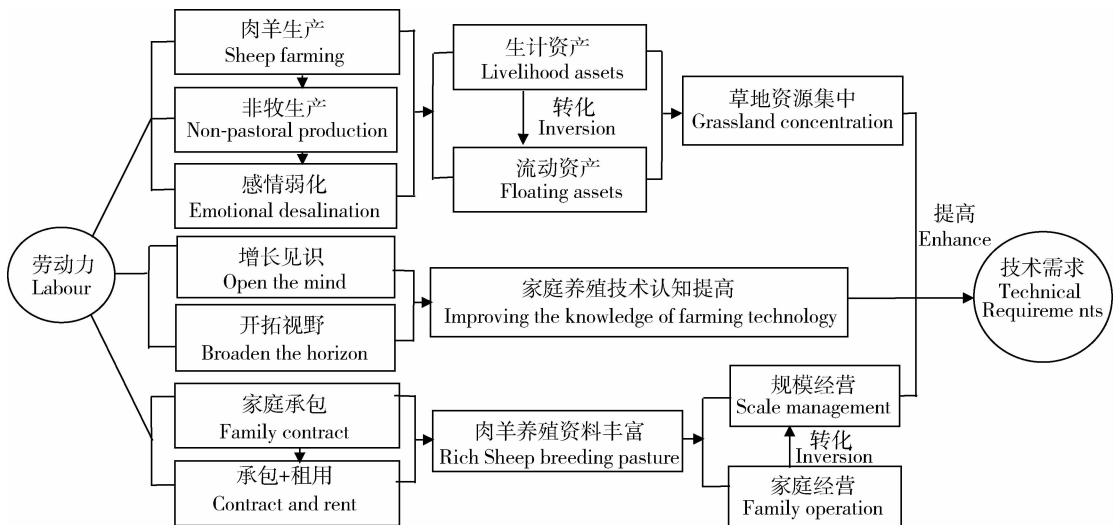 肉羊生产
Sheep farming
非牧生产
Non-pastoral production
感情弱化
Emotional desalination
生计资产
Livelihood assets
转化
Inversion
流动资产
Floating assets
草地资源集中
Grassland concentration
劳动力
Labour
增长见识
Open the mind
开拓视野
Broaden the horizon
家庭养殖技术认知提高
Improving the knowledge of farming technology
提高
Enhance
技术需求
Technical
Requireme nts
家庭承包
Family contract
承包+租用
Contract and rent
肉羊养殖资料丰富
Rich Sheep breeding pasture
规模经营
Scale management
转化
Inversion
家庭经营
Family operation